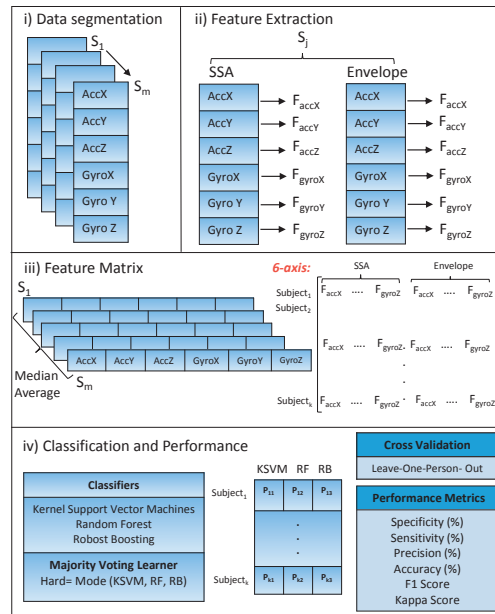 i) Data segmentation
S1
Sm
AccX
AccY
AccZ
GyroX
Gyro Y
Gyro Z
ii) Feature Extraction
Sj
SSA
Envelope
AccX
FaccX
AccX
FaccX
AccY
FaccY
AccY
FaccY
AccZ
FaccZ
AccZ
FaccZ
GyroX
FgyroX
GyroX
FgyroX
Gyro Y
FgyroY
Gyro Y
FgyroY
Gyro Z
FgyroZ
Gyro Z
FgyroZ
iii) Feature Matrix
S1
AccX AccY AccZ GyroX GyroY GyroZ
Median
Average
Sm
6-axis:
SSA
Envelope
Subject1 FaccX .... FgyroZ FaccX .... FgyroZ
Subject2
FaccX .... FgyroZ. FaccX .... FgyroZ
.
.
Subjectk FaccX .... FgyroZ. FaccX .... FgyroZ
iv) Classification and Performance
Classifiers
Kernel Support Vector Machines
Random Forest
Robost Boosting
Majority Voting Learner
Hard= Mode (KSVM, RF, RB)
KSVM RF RB
Subject1 P11 P12 P13
.
.
.
Subjectk Pk1 Pk2 Pk3
Cross Validation
Leave-One-Person- Out
Performance Metrics
Specificity (%)
Sensitivity (%)
Precision (%)
Accuracy (%)
F1 Score
Kappa Score